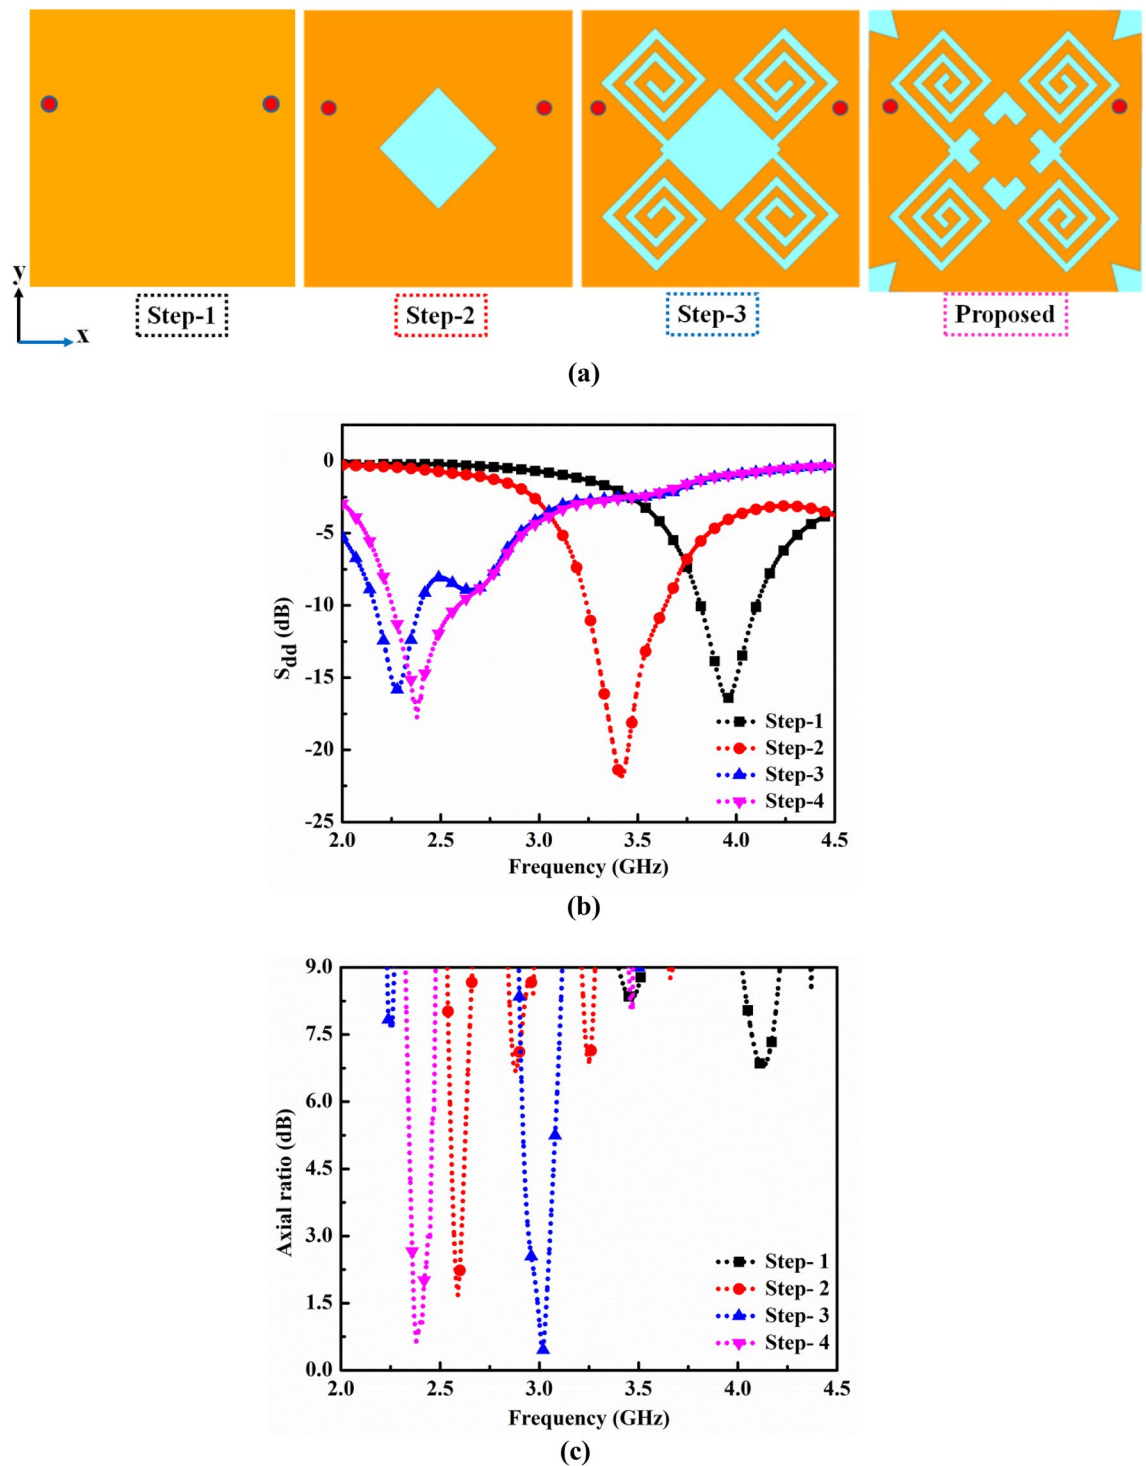 y
x
Step-1
Step-2
Step-3
Proposed
(a)
0
-5
-10
-15
-20
-25
S_dd (dB)
Step-1
Step-2
Step-3
Step-4
2.0 2.5 3.0 3.5 4.0 4.5
Frequency (GHz)
(b)
9.0
7.5
6.0
4.5
3.0
1.5
0.0
Axial ratio (dB)
Step- 1
Step- 2
Step- 3
Step- 4
2.0 2.5 3.0 3.5 4.0 4.5
Frequency (GHz)
(c)